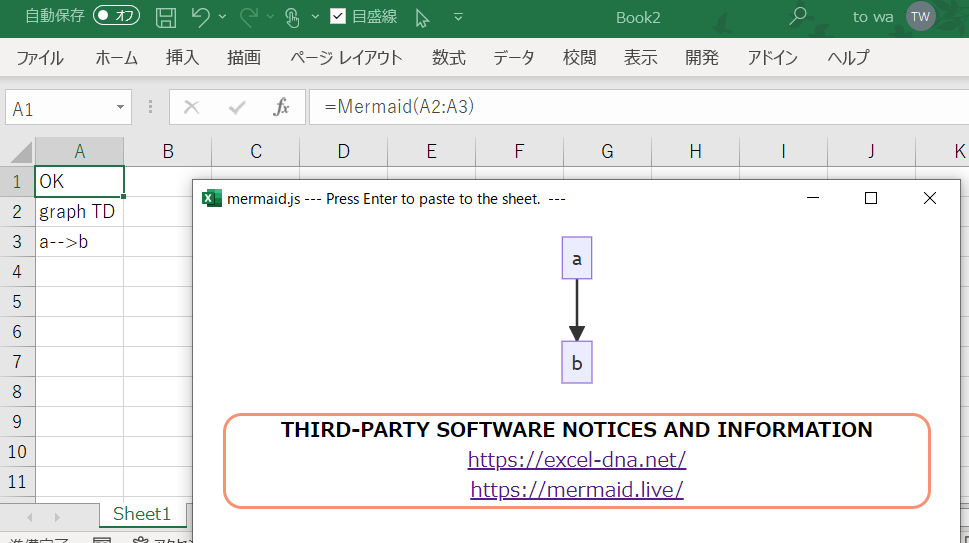 自動保存 オフ 目盛線 Book2 to wa TW
ファイル ホーム 挿入 描画 ページ レイアウト 数式 データ 校閲 表示 開発 アドイン ヘルプ
A1 fx =Mermaid(A2:A3)
A B C D E F G H I J K
1 OK
mermaid.js --- Press Enter to paste to the sheet. ---
2 graph TD
3 a-->b
4
5
6
7
8
9
10
11
a
b
THIRD-PARTY SOFTWARE NOTICES AND INFORMATION
https://excel-dna.net/
https://mermaid.live/
Sheet1